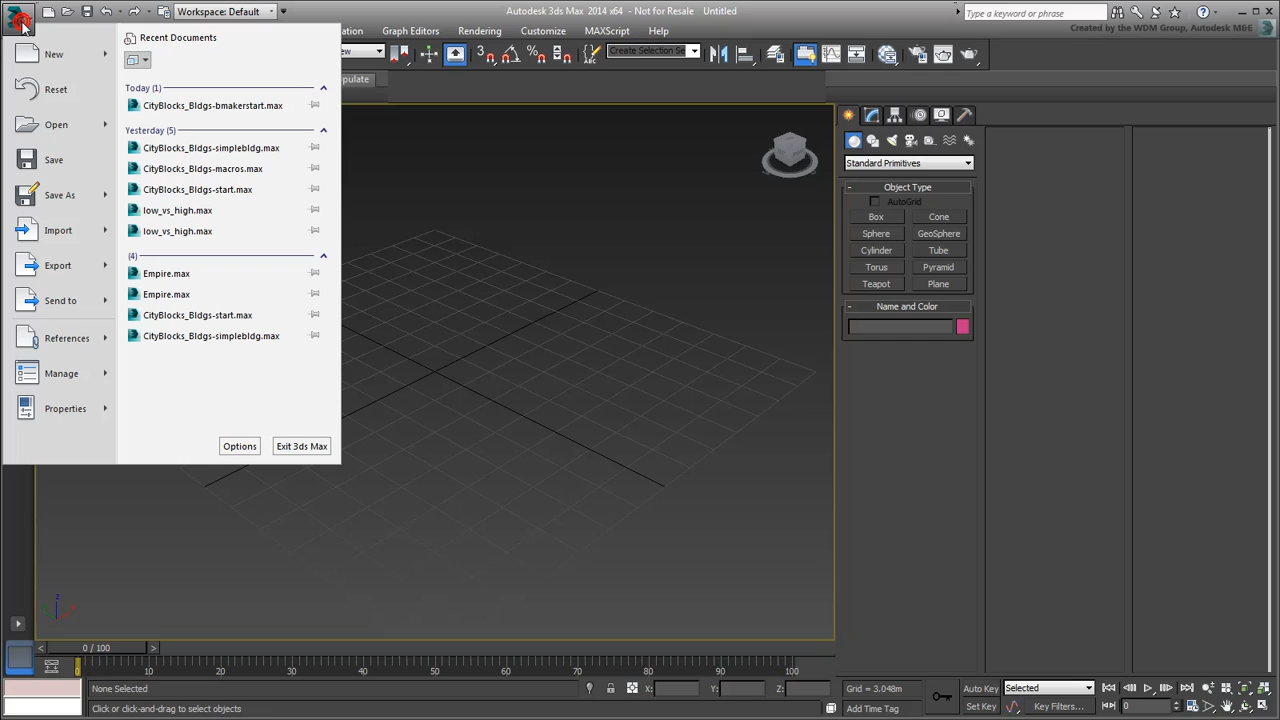 Workspace: Default
Autodesk 3ds Max 2014 x64 - Not for Resale Untitled
Type a keyword or phrase
Graph Editors
Rendering
Customize
MAXScript
Help
Created by the WDM Group, Autodesk M&E
Create Selection Se
New
Reset
Open
Save
Save As
Import
Export
Send to
References
Manage
Properties
Recent Documents
Today (1)
CityBlocks_Bldgs-bmakerstart.max
Yesterday (5)
CityBlocks_Bldgs-simplebldg.max
CityBlocks_Bldgs-macros.max
CityBlocks_Bldgs-start.max
low_vs_high.max
low_vs_high.max
(4)
Empire.max
Empire.max
CityBlocks_Bldgs-start.max
CityBlocks_Bldgs-simplebldg.max
Options
Exit 3ds Max
Standard Primitives
Object Type
AutoGrid
Box
Cone
Sphere
GeoSphere
Cylinder
Tube
Torus
Pyramid
Teapot
Plane
Name and Color
z
0 / 100
0 10 20 30 40 50 60 70 80 90 100
None Selected
X:
Y:
Z:
Grid = 3.048m
Auto Key
Selected
Click or click-and-drag to select objects
Add Time Tag
Set Key
Key Filters...
0